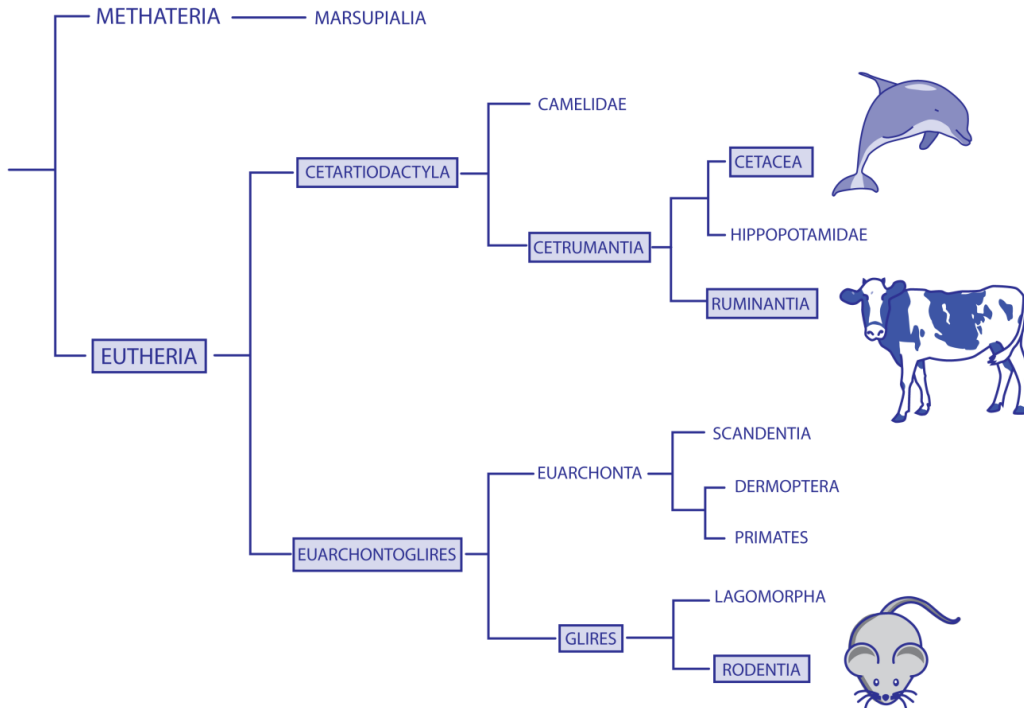 METHATERIA
MARSUPIALIA
CAMELIDAE
CETARTIODACTYLA
CETACEA
HIPPOPOTAMIDAE
CETRUMANTIA
RUMINANTIA
EUTHERIA
SCANDENTIA
EUARCHONTA
DERMOPTERA
PRIMATES
EUARCHONTOGLIRES
LAGOMORPHA
GLIRES
RODENTIA